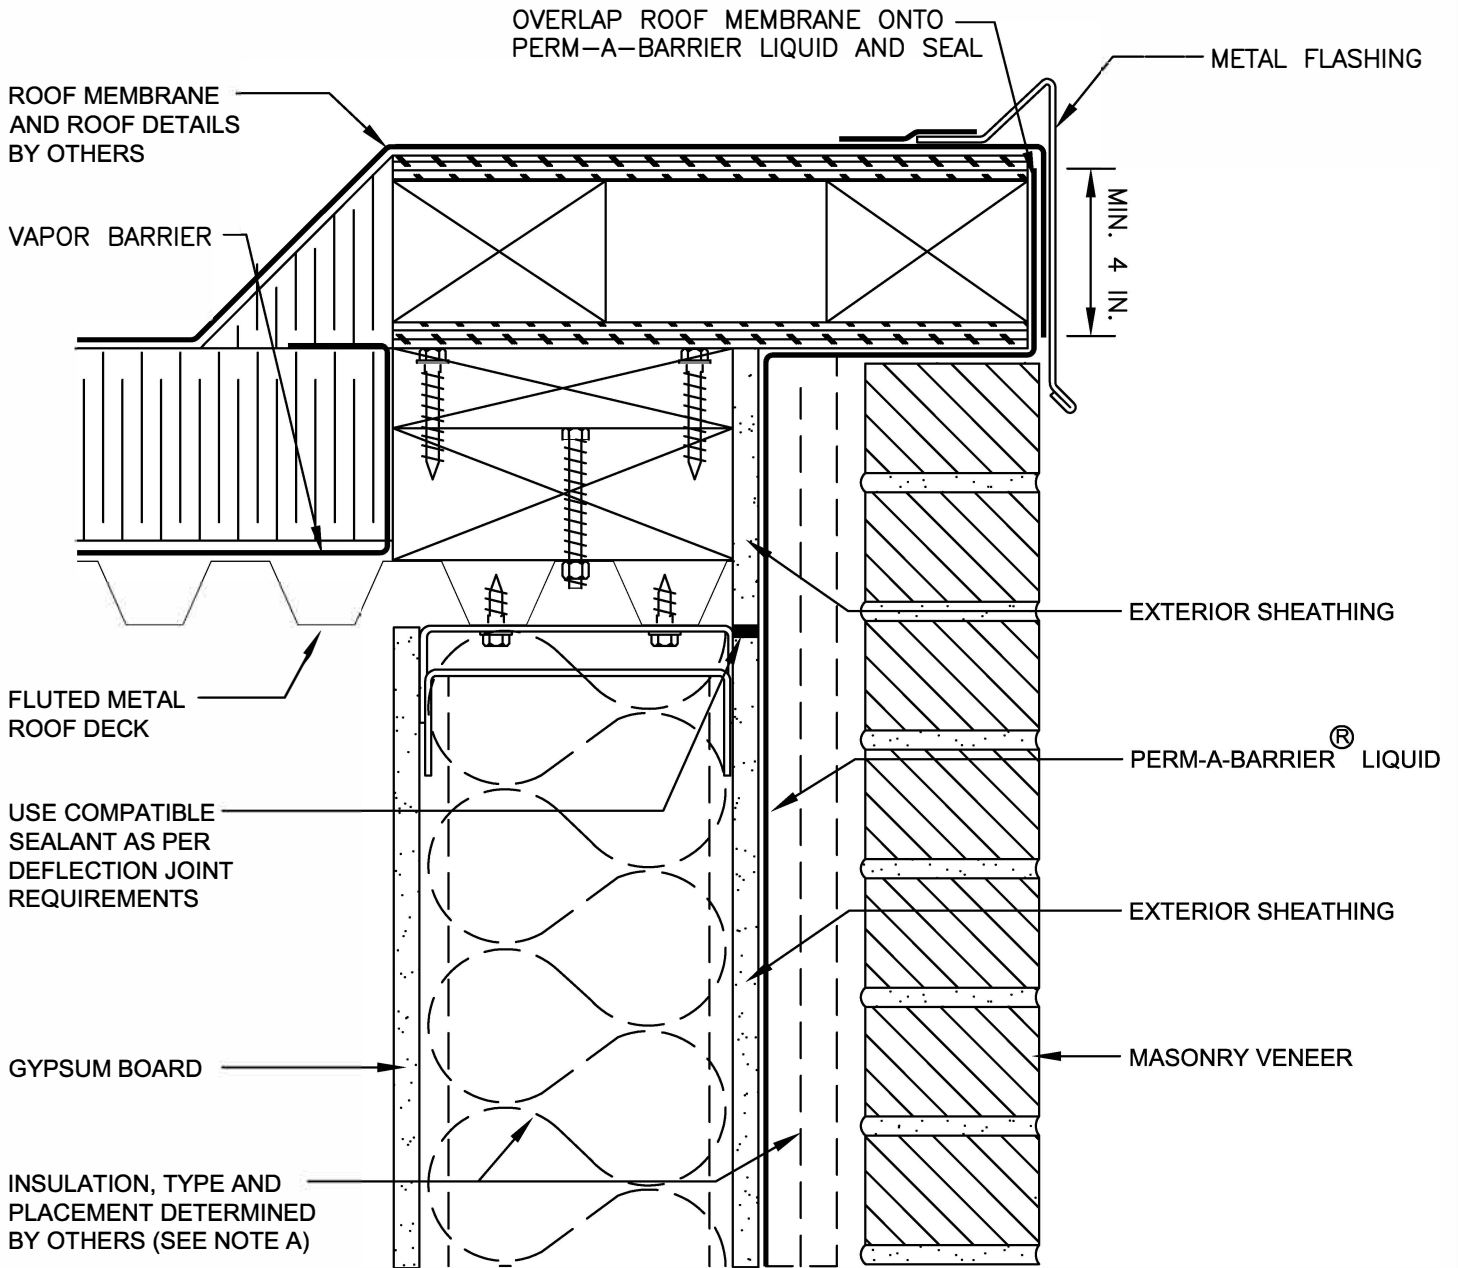 OVERLAP ROOF MEMBRANE ONTO
PERM-A-BARRIER LIQUID AND SEAL
METAL FLASHING
ROOF MEMBRANE
AND ROOF DETAILS
BY OTHERS
VAPOR BARRIER
MIN. 4 IN.
EXTERIOR SHEATHING
FLUTED METAL
ROOF DECK
PERM-A-BARRIER® LIQUID
USE COMPATIBLE
SEALANT AS PER
DEFLECTION JOINT
REQUIREMENTS
EXTERIOR SHEATHING
GYPSUM BOARD
MASONRY VENEER
INSULATION, TYPE AND
PLACEMENT DETERMINED
BY OTHERS (SEE NOTE A)